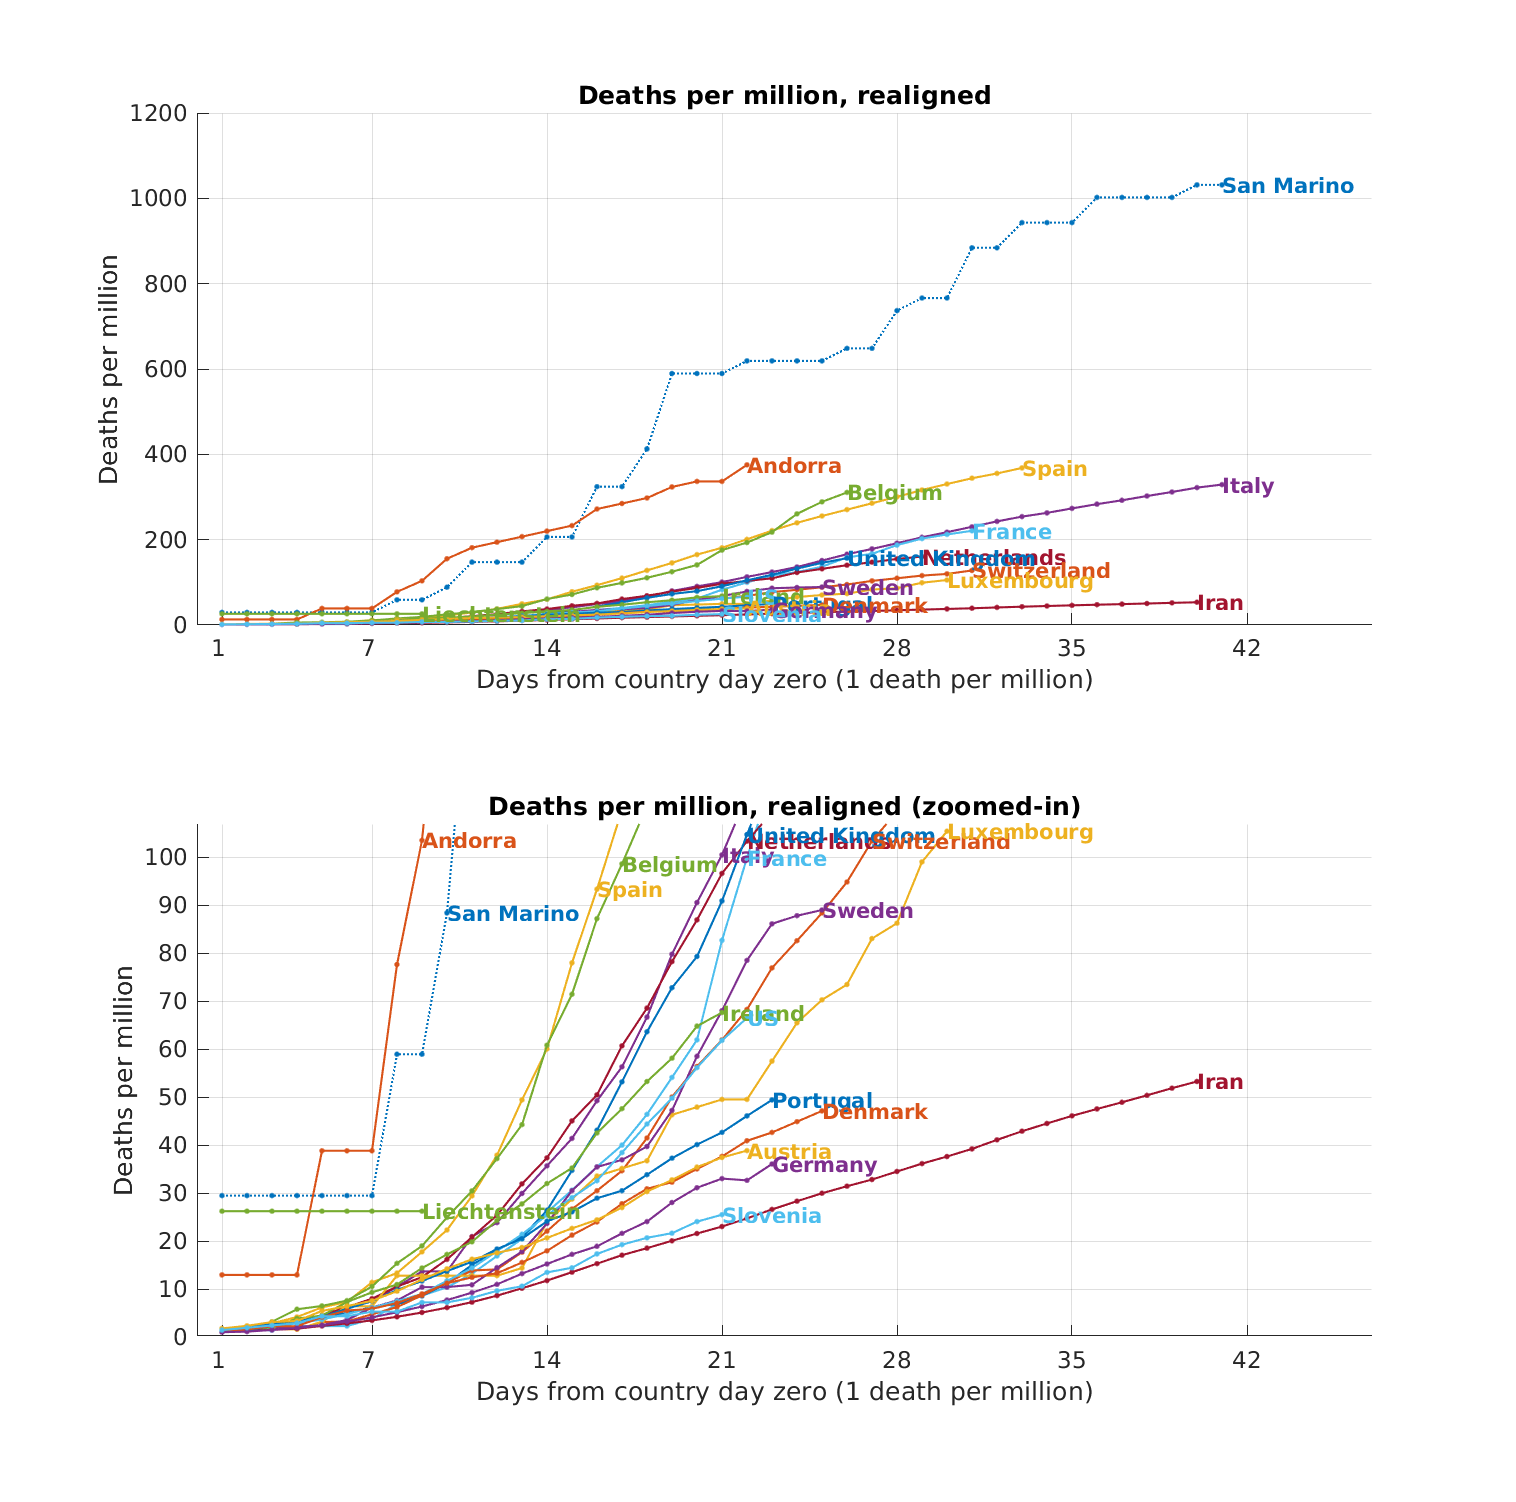 Deaths per million, realigned
1200
1000
800
600
400
200
0
Deaths per million
San Marino
Andorra
Spain
Belgium
Italy
France
Netherlands
United Kingdom
Switzerland
Luxembourg
Sweden
Ireland
Portugal
Denmark
Iran
Liechtenstein
Germany
Slovenia
1 7 14 21 28 35 42
Days from country day zero (1 death per million)
Deaths per million, realigned (zoomed-in)
100
90
80
70
60
50
40
30
20
10
0
Deaths per million
United Kingdom
Luxembourg
Andorra
Netherlands
Switzerland
Italy
France
Belgium
Spain
San Marino
Sweden
Ireland
US
Iran
Portugal
Denmark
Austria
Germany
Liechtenstein
Slovenia
1 7 14 21 28 35 42
Days from country day zero (1 death per million)